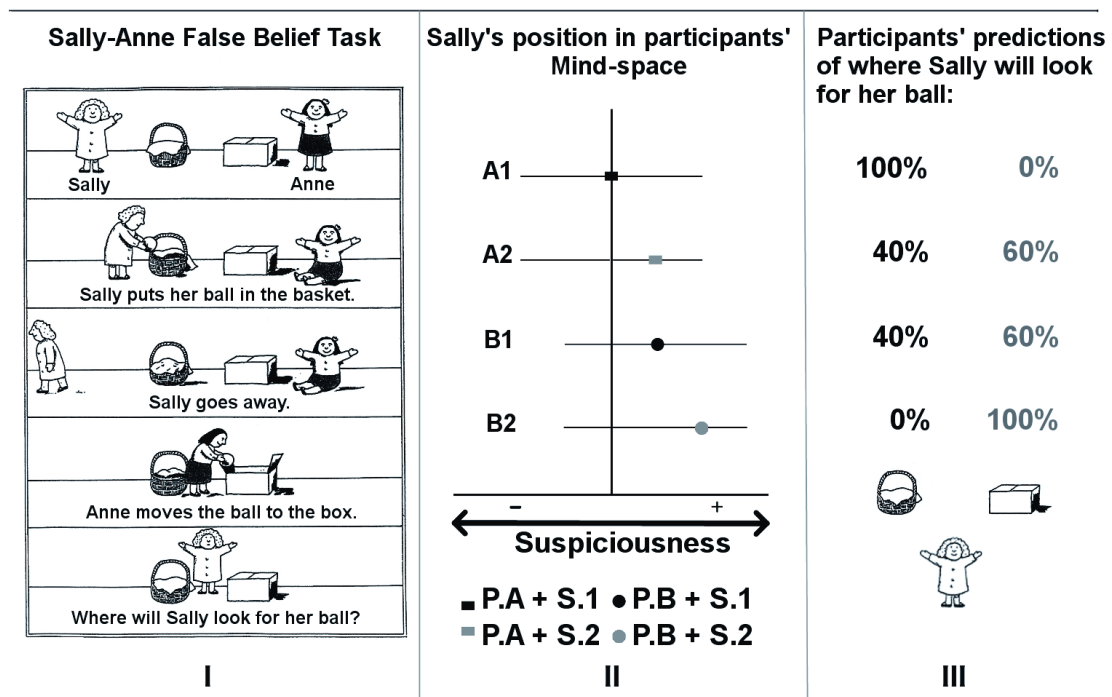 Sally-Anne False Belief Task
Sally
Anne
Sally puts her ball in the basket.
Sally goes away.
Anne moves the ball to the box.
Where will Sally look for her ball?
I
Sally's position in participants'
Mind-space
A1
A2
B1
B2
- +
Suspiciousness
P.A + S.1 P.B + S.1
P.A + S.2 P.B + S.2
II
Participants' predictions
of where Sally will look
for her ball:
100% 0%
40% 60%
40% 60%
0% 100%
III